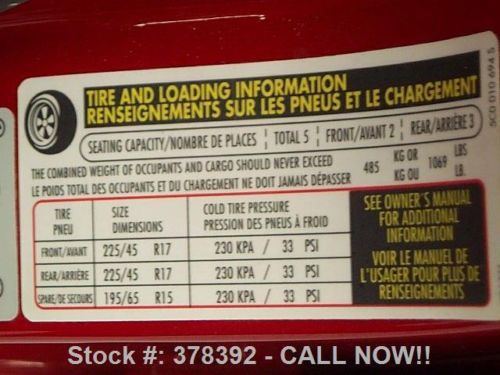 TIRE AND LOADING INFORMATION
RENSEIGNEMENTS SUR LES PNEUS ET LE CHARGEMENT
SEATING CAPACITY/NOMBRE DE PLACES TOTAL 5 FRONT/AVANT 2 REAR/ARRIÈRE 3
THE COMBINED WEIGHT OF OCCUPANTS AND CARGO SHOULD NEVER EXCEED 485 KG OR 1069 LBS
LE POIDS TOTAL DES OCCUPANTS ET DU CHARGEMENT NE DOIT JAMAIS DÉPASSER KG OU LB.
TIRE SIZE COLD TIRE PRESSURE
PNEU DIMENSIONS PRESSION DES PNEUS À FROID
FRONT/AVANT 225/45 R17 230 KPA / 33 PSI
REAR/ARRIÈRE 225/45 R17 230 KPA / 33 PSI
SPARE/DE SECOURS 195/65 R15 230 KPA / 33 PSI
SEE OWNER'S MANUAL
FOR ADDITIONAL
INFORMATION
VOIR LE MANUEL DE
L'USAGER POUR PLUS DE
RENSEIGNEMENTS
5C0 010 694 S
Stock #: 378392 - CALL NOW!!